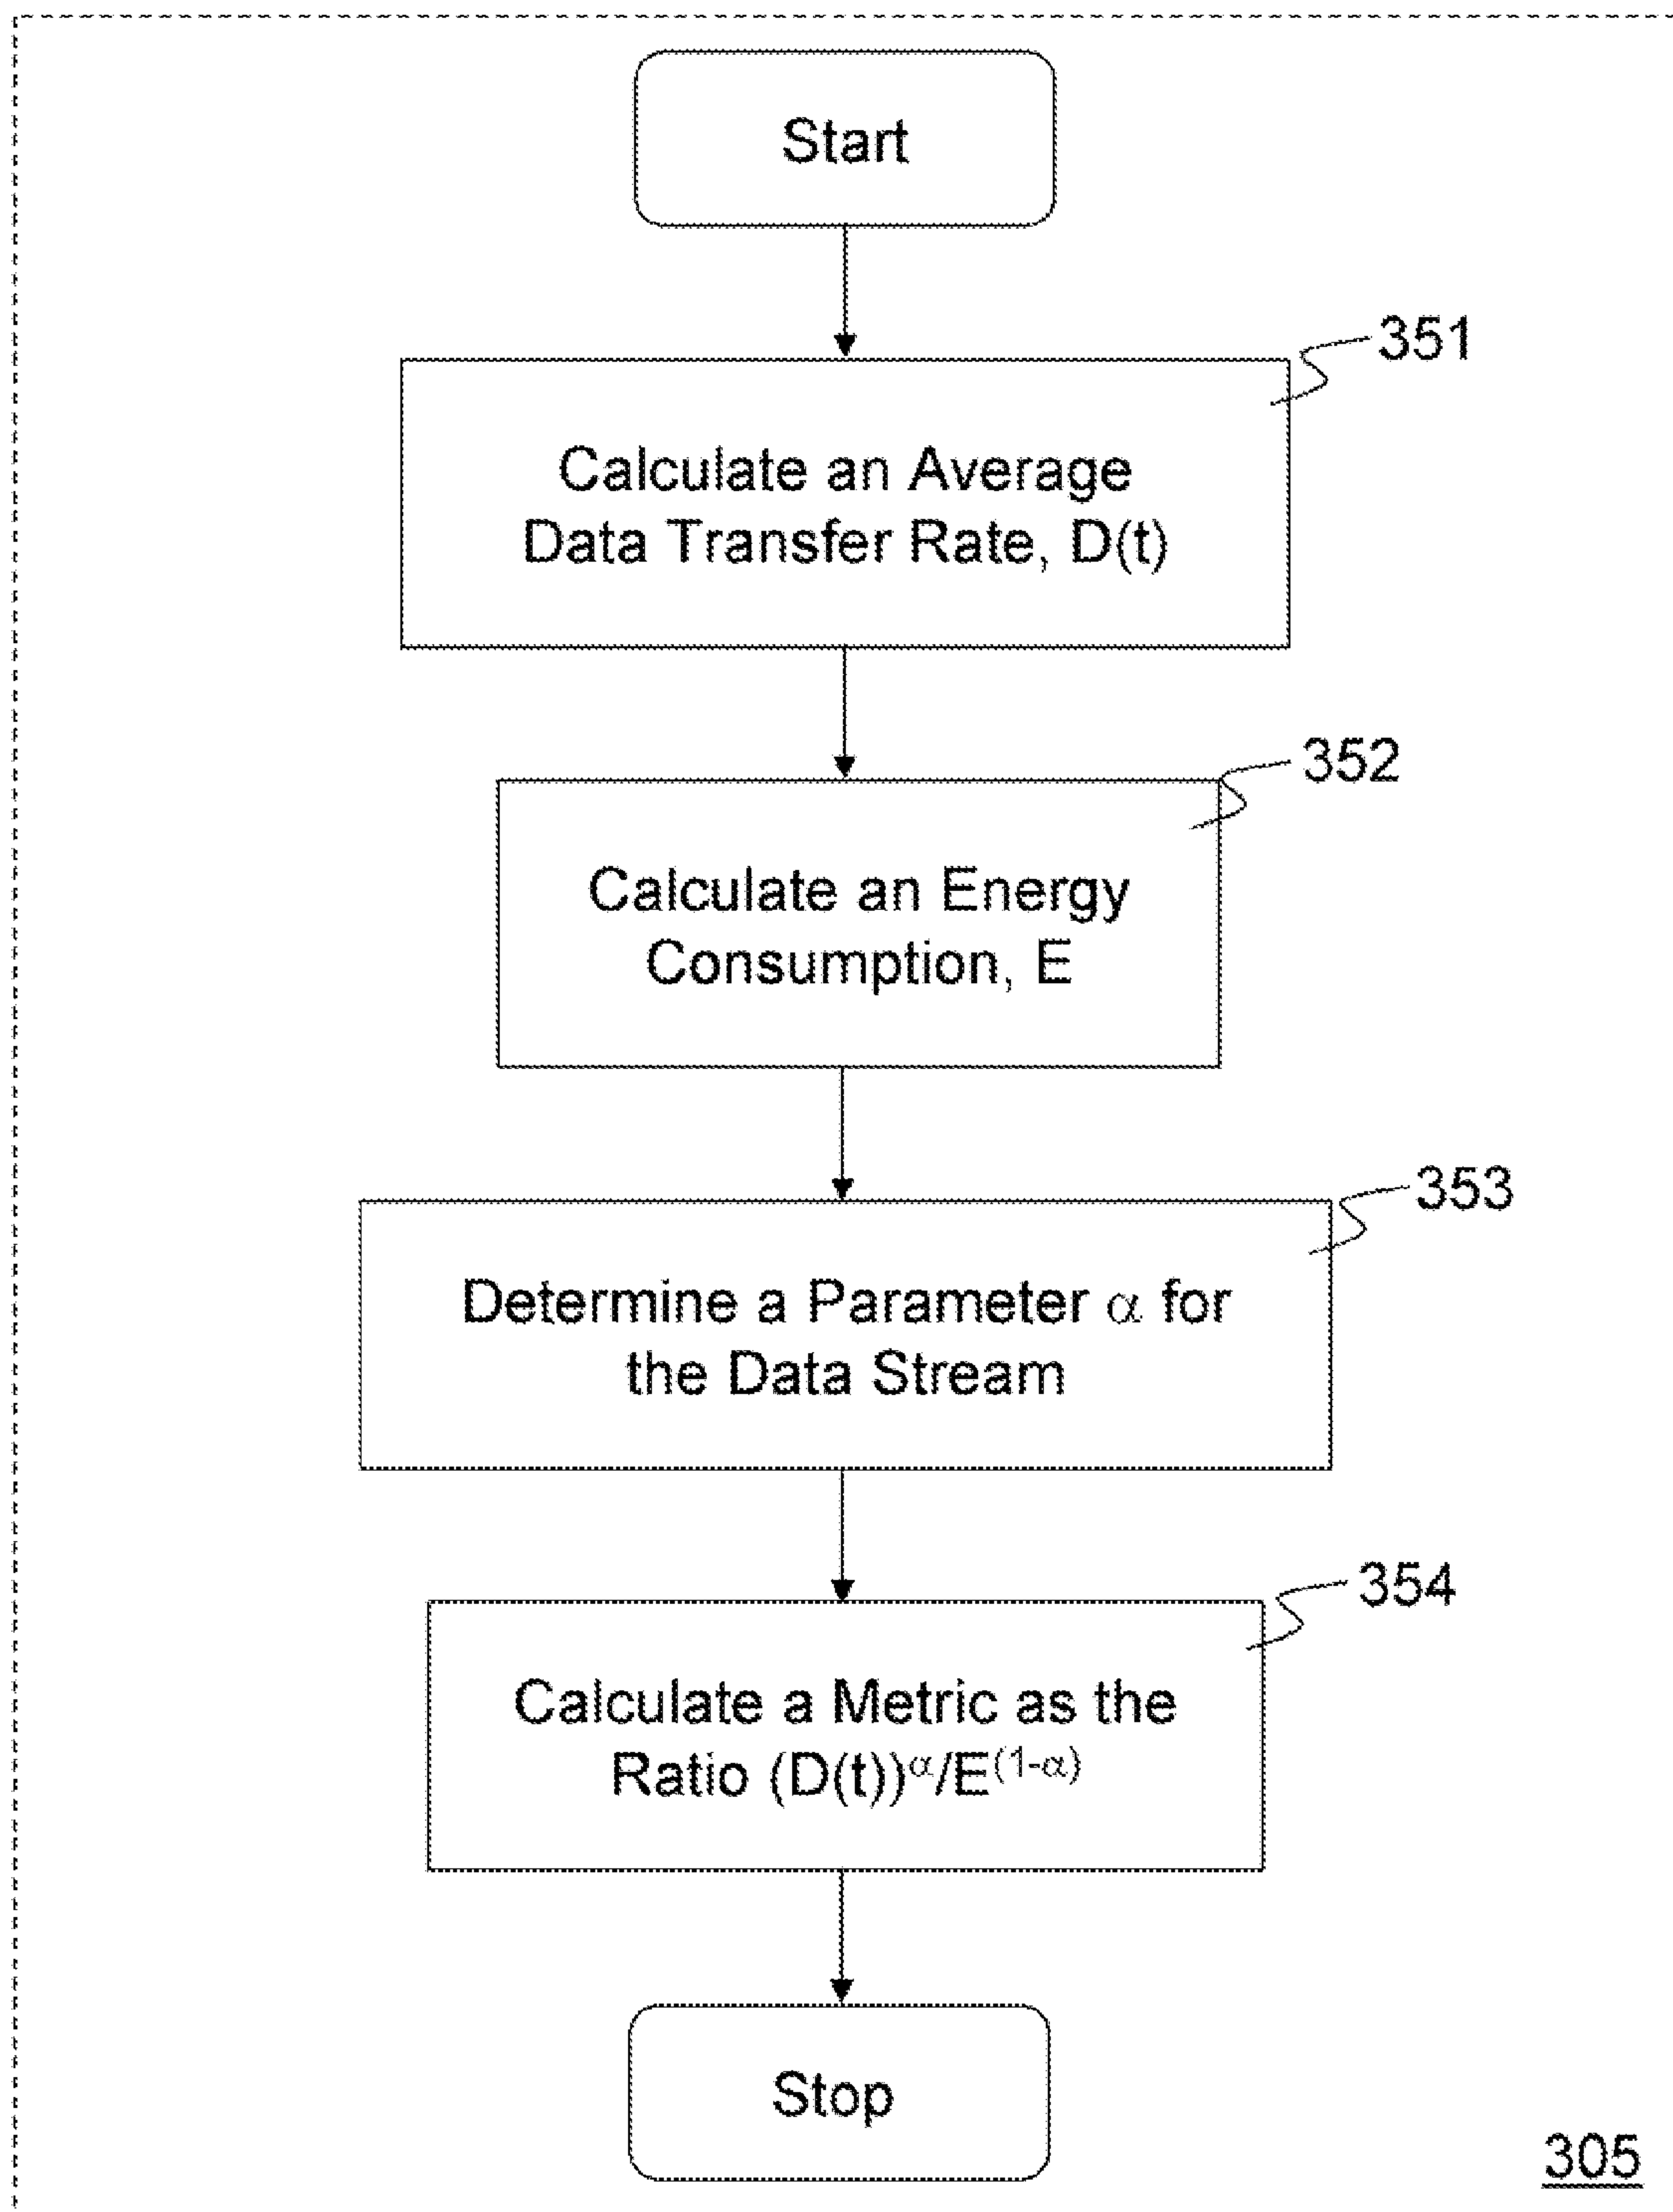 Start
351
Calculate an Average
Data Transfer Rate, D(t)
352
Calculate an Energy
Consumption, E
353
Determine a Parameter α for
the Data Stream
354
Calculate a Metric as the
Ratio (D(t))^α/E^(1-α)
Stop
305